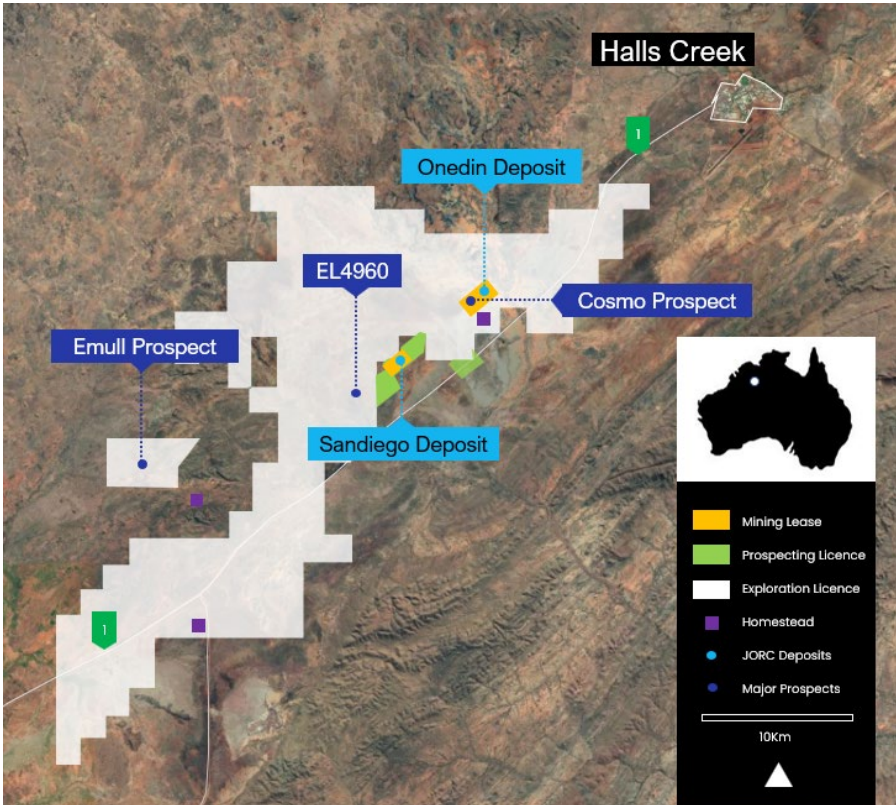 Halls Creek
1
Onedin Deposit
EL4960
Cosmo Prospect
Emull Prospect
Sandiego Deposit
1
Mining Lease
Prospecting Licence
Exploration Licence
Homestead
JORC Deposits
Major Prospects
10Km